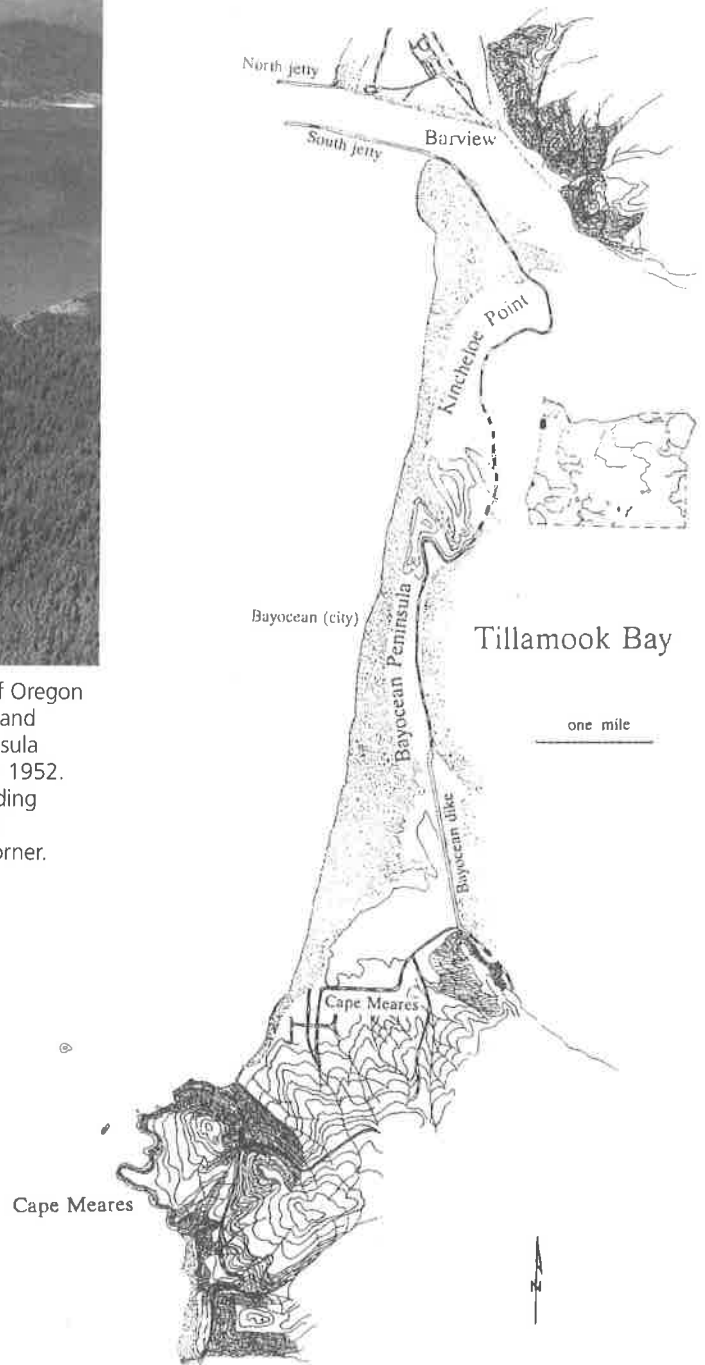 North jetty
South jetty
Barview
Kincheloe Point
Bayocean (city)
Bayocean Peninsula
Tillamook Bay
one mile
Bayocean dike
f Oregon
and
sula
1952.
ding
orner.
Cape Meares
Cape Meares
N